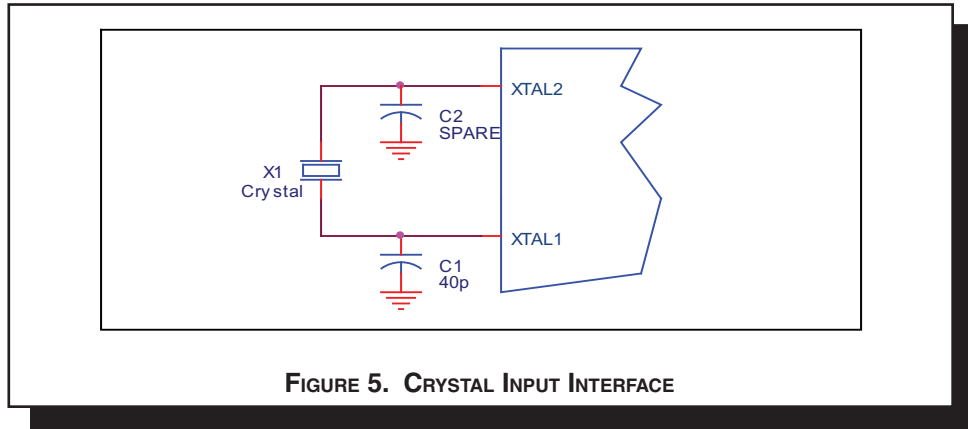 XTAL2
C2
SPARE
X1
Crystal
XTAL1
C1
40p
FIGURE 5. CRYSTAL INPUT INTERFACE